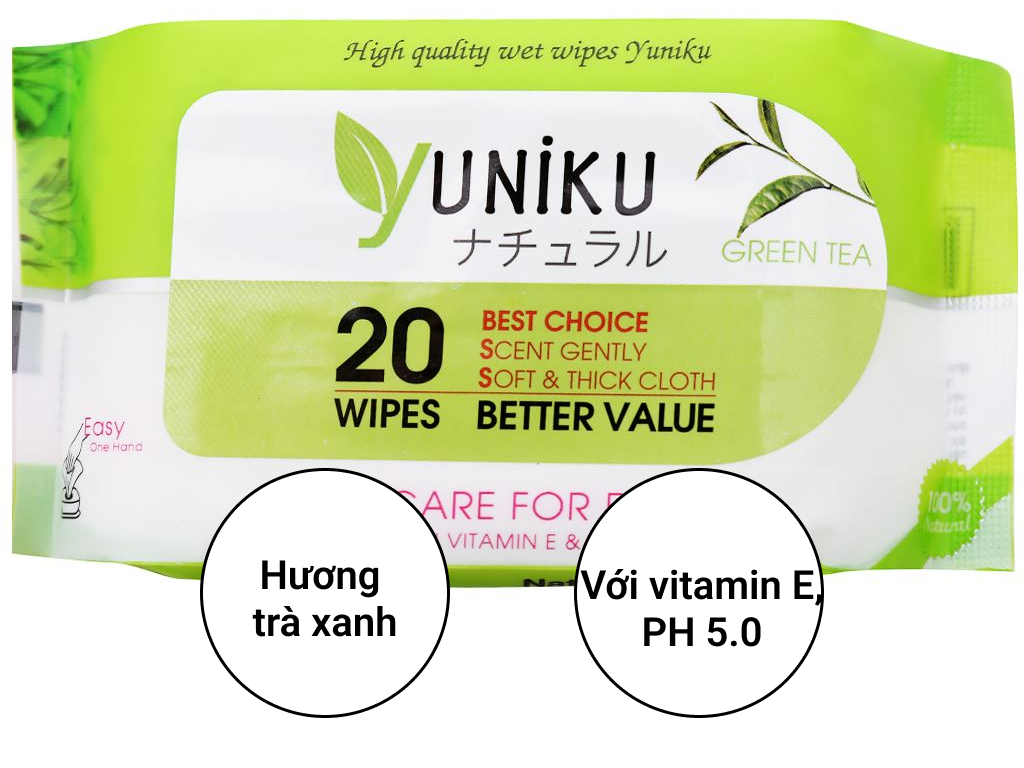 High quality wet wipes Yuniku
yUNiKU
ナチュラル
GREEN TEA
20
WIPES
BEST CHOICE
SCENT GENTLY
SOFT & THICK CLOTH
BETTER VALUE
Easy
One Hand
100%
Natural
CARE FOR
VITAMIN E &
Hương
trà xanh
Với vitamin E,
PH 5.0